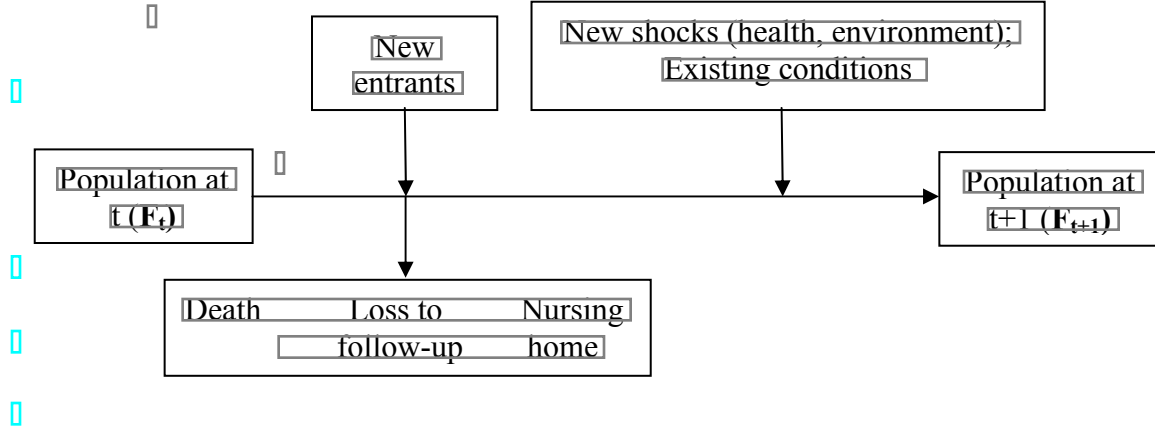 New
entrants
New shocks (health, environment);
Existing conditions
Population at
t (Fₜ)
Population at
t+1 (Fₜ₊₁)
Death Loss to Nursing
follow-up home